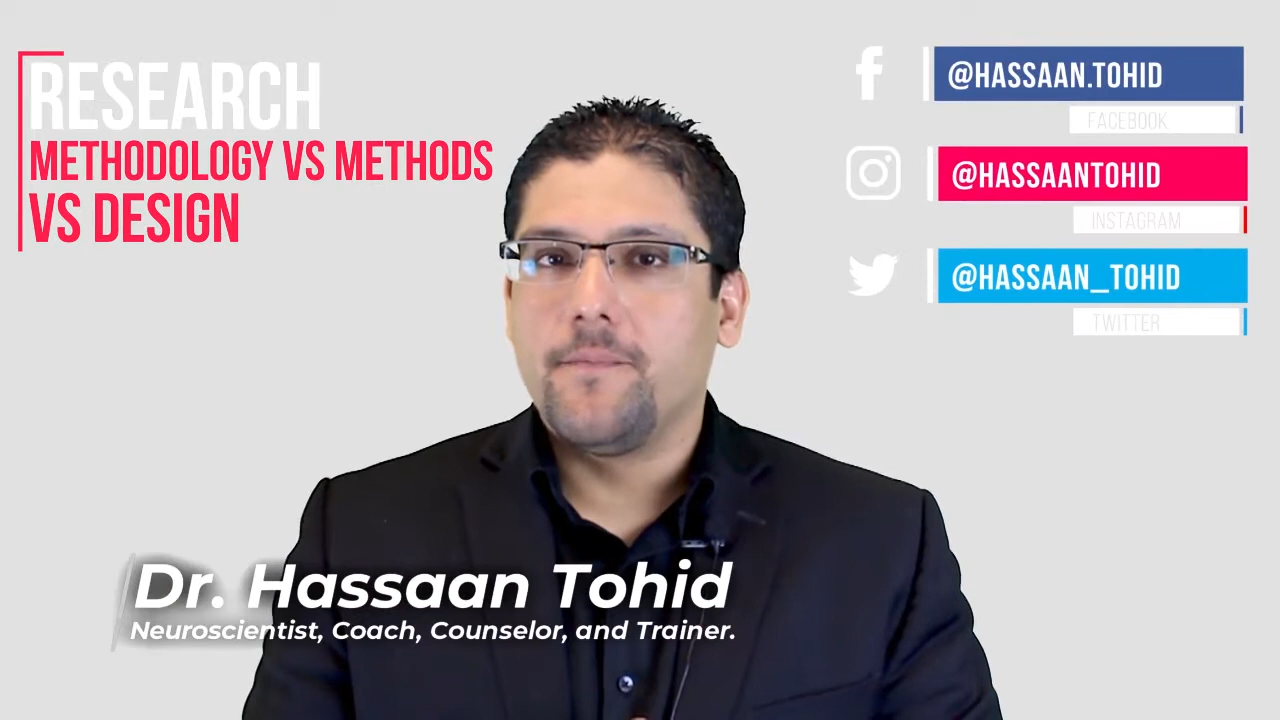 RESEARCH
METHODOLOGY VS METHODS
VS DESIGN
@HASSAAN.TOHID
FACEBOOK
@HASSAANTOHID
INSTAGRAM
@HASSAAN_TOHID
TWITTER
Dr. Hassaan Tohid
Neuroscientist, Coach, Counselor, and Trainer.